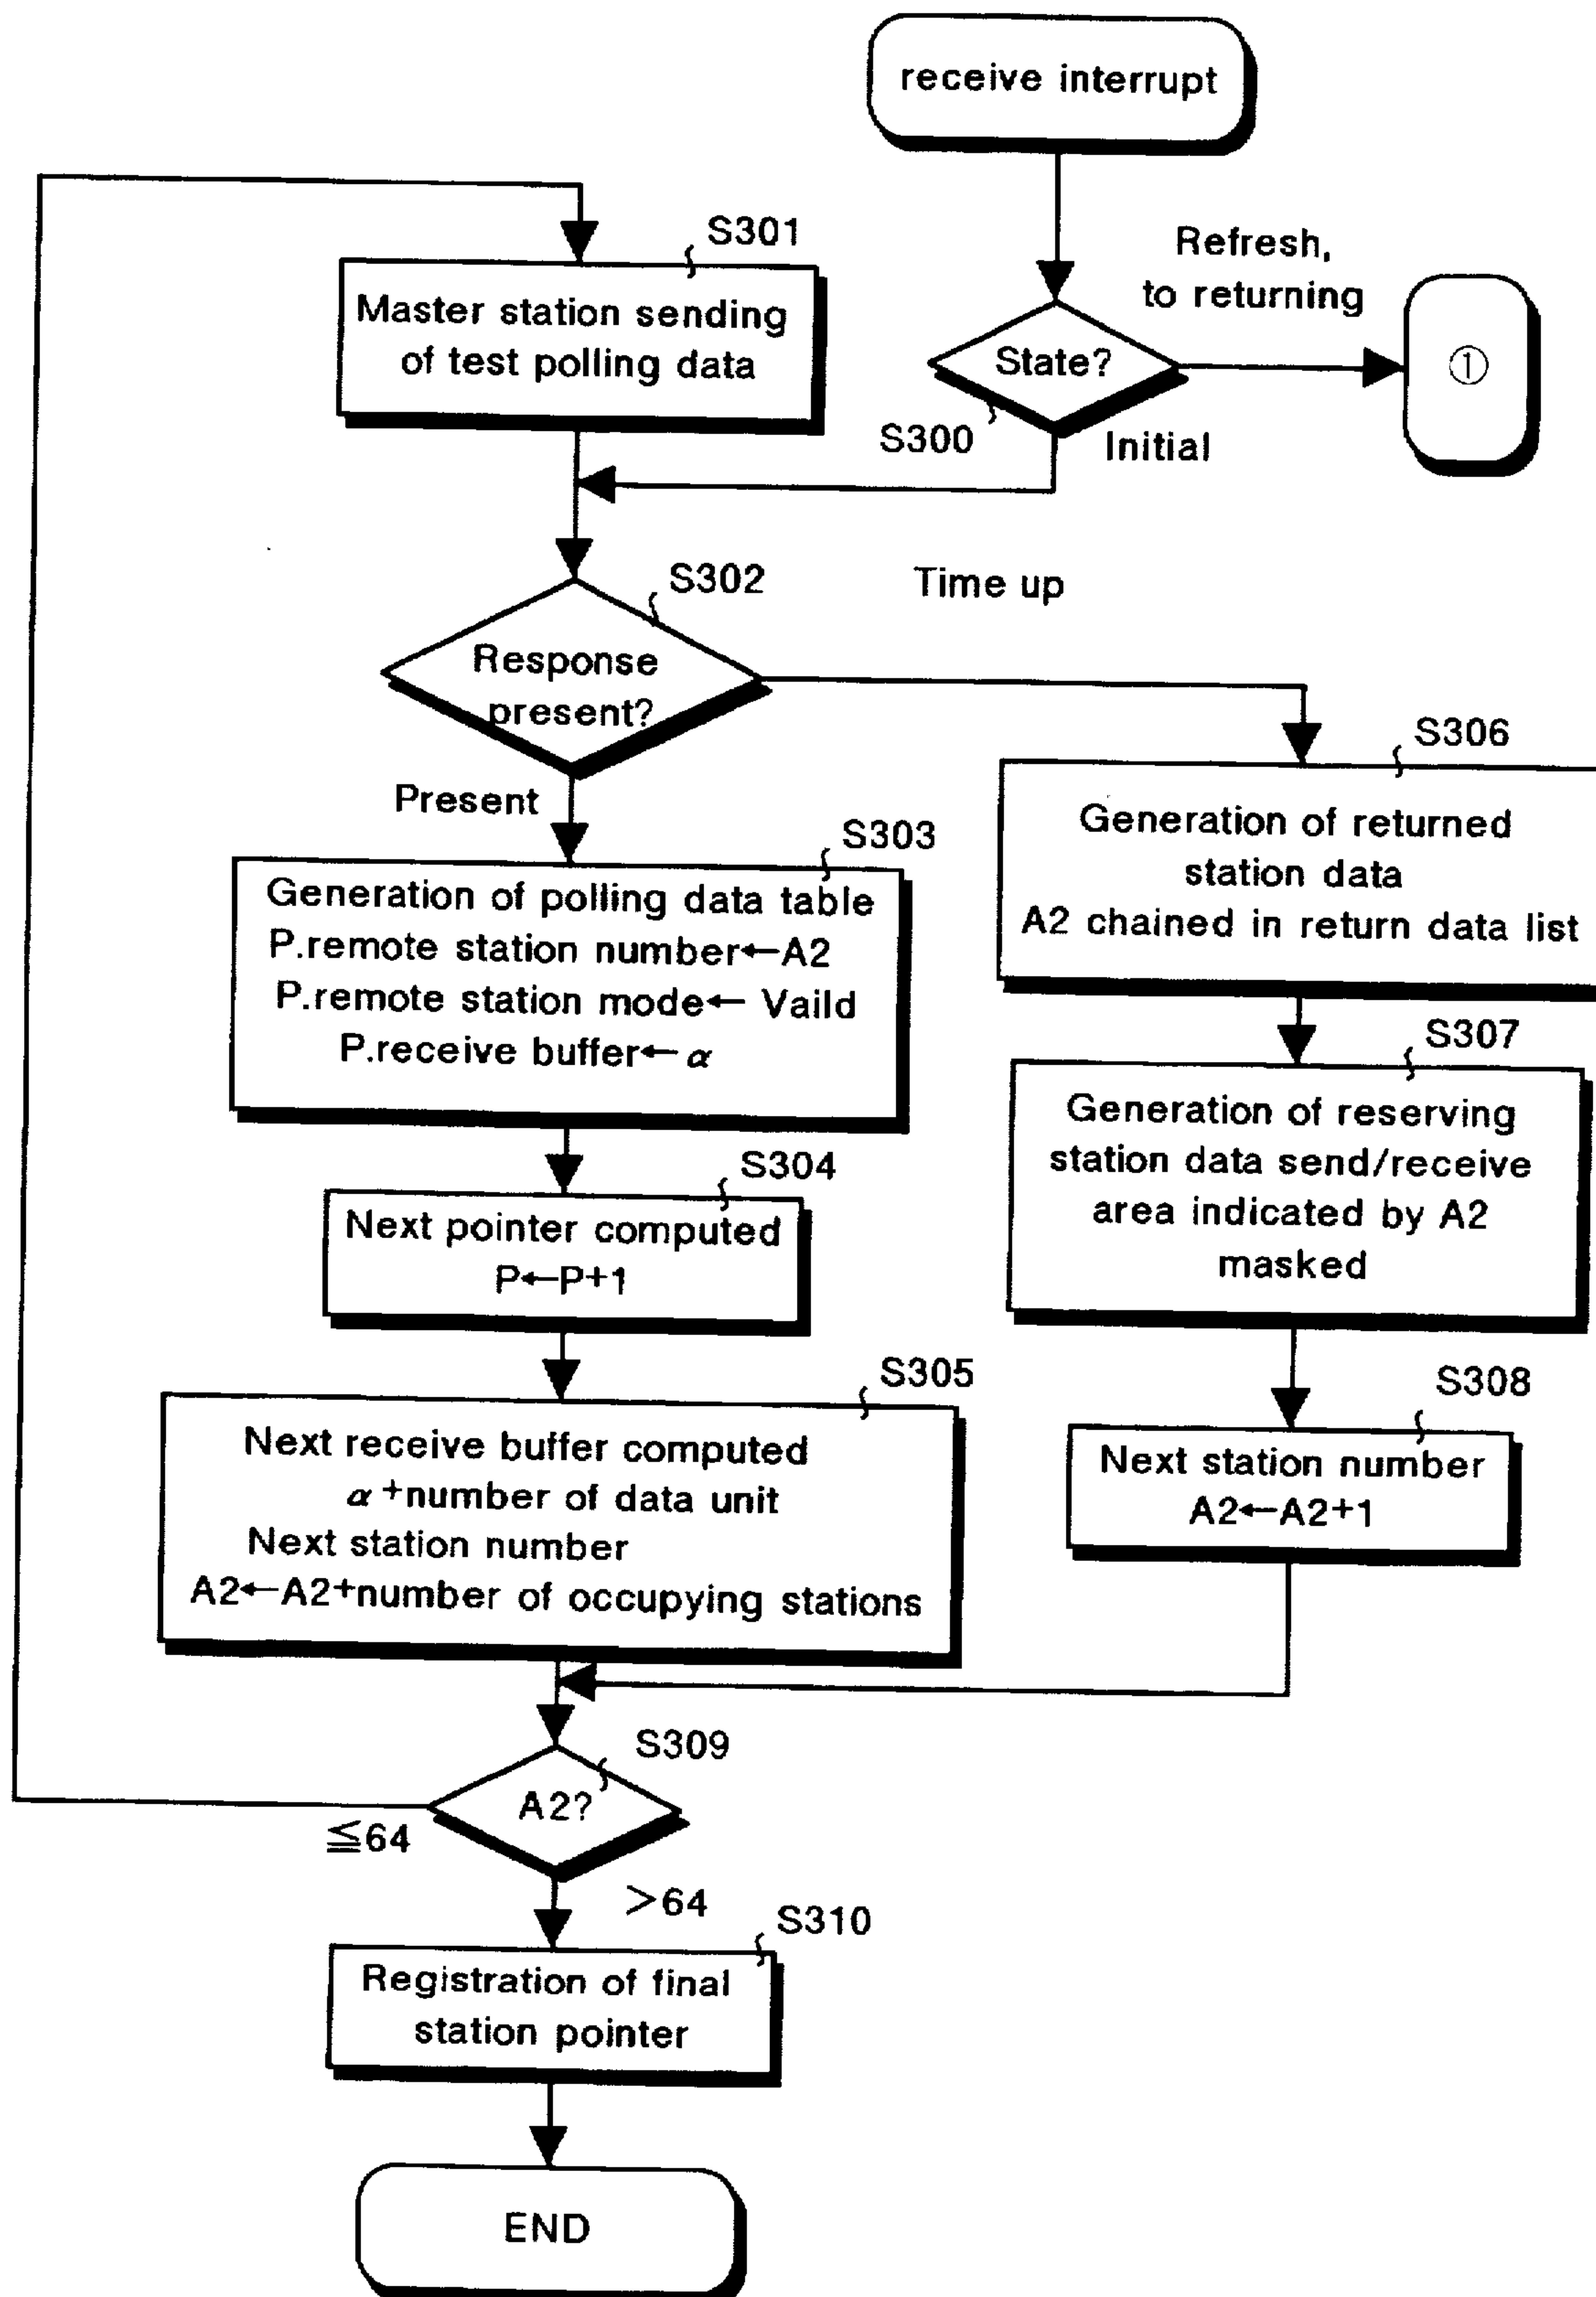 receive interrupt
Refresh,
to returning
State?
①
S300
Initial
S301
Master station sending
of test polling data
S302
Time up
Response
present?
Present
S303
Generation of polling data table
P.remote station number←A2
P.remote station mode← Vaild
P.receive buffer← α
S304
Next pointer computed
P←P+1
S305
Next receive buffer computed
α+number of data unit
Next station number
A2←A2+number of occupying stations
S306
Generation of returned
station data
A2 chained in return data list
S307
Generation of reserving
station data send/receive
area indicated by A2
masked
S308
Next station number
A2←A2+1
S309
A2?
≦64
>64
S310
Registration of final
station pointer
END